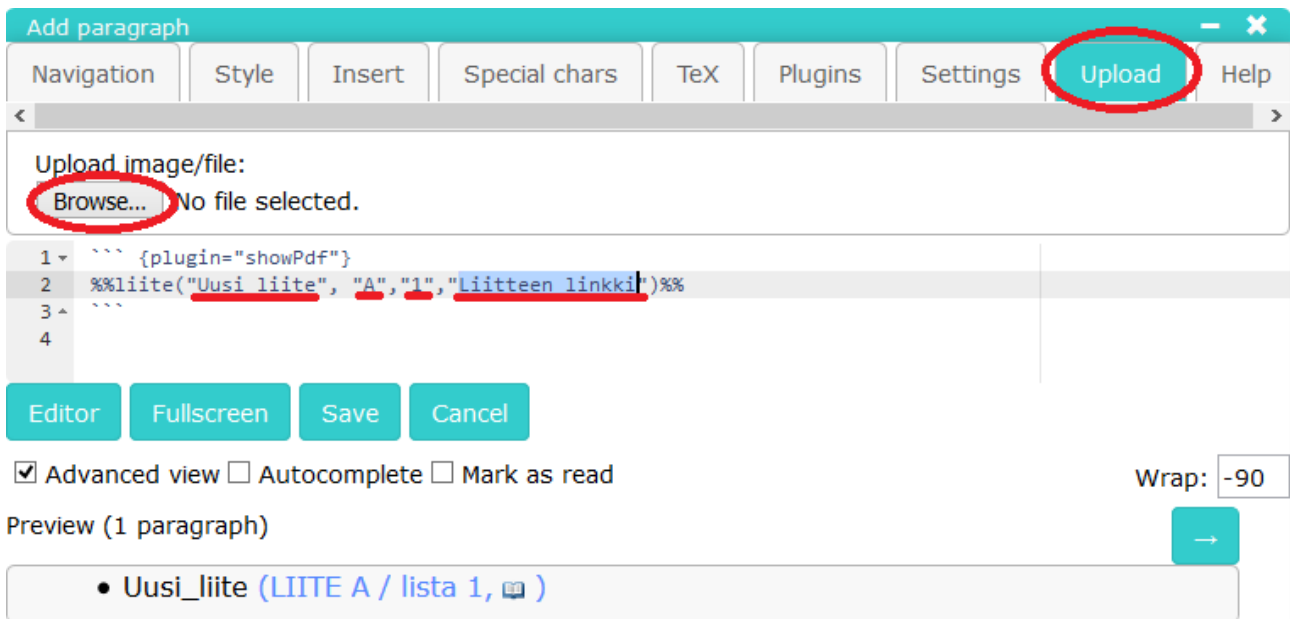 Add paragraph
Navigation Style Insert Special chars TeX Plugins Settings Upload Help
Upload image/file:
Browse... No file selected.
1 ``` {plugin="showPdf"}
2 %%liite("Uusi liite", "A","1","Liitteen linkki")%%
3 ```
4
Editor Fullscreen Save Cancel
Advanced view Autocomplete Mark as read Wrap: -90
Preview (1 paragraph) →
• Uusi_liite (LIITE A / lista 1, 📖 )